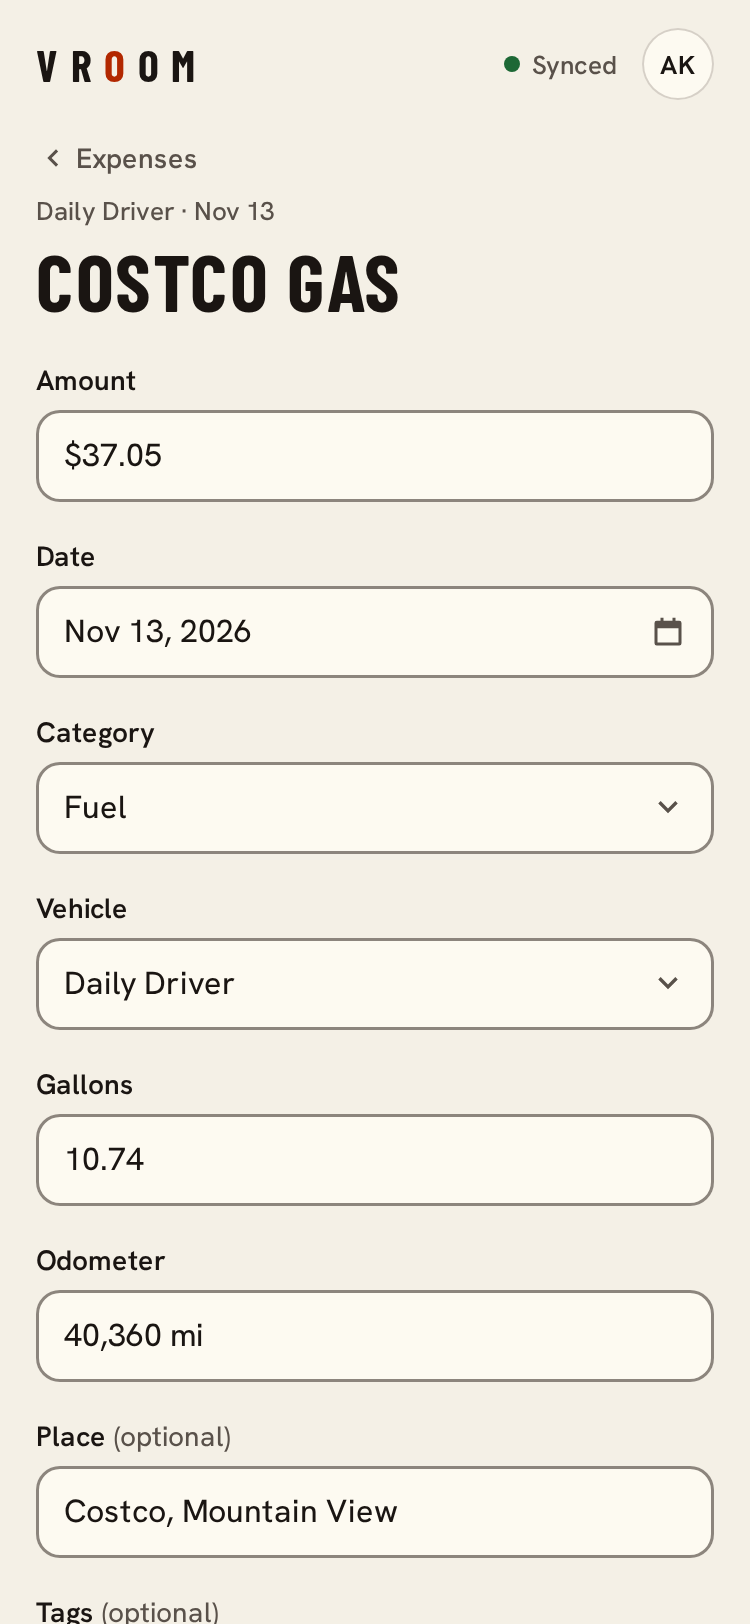 VROOM
Synced
AK
Expenses
Daily Driver · Nov 13
COSTCO GAS
Amount
$37.05
Date
Nov 13, 2026
Category
Fuel
Vehicle
Daily Driver
Gallons
10.74
Odometer
40,360 mi
Place (optional)
Costco, Mountain View
Tags (optional)